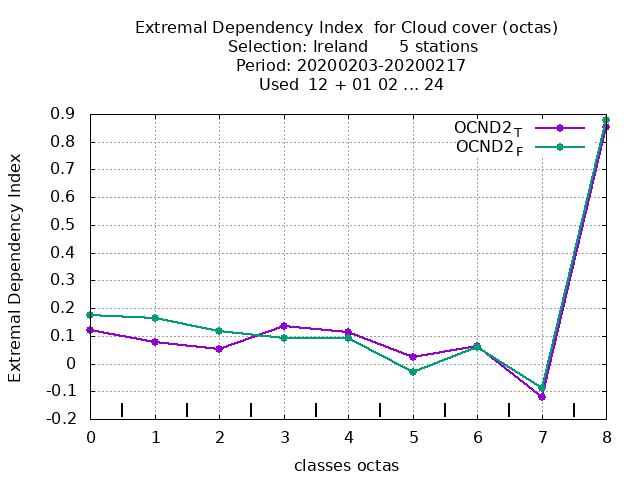 Extremal Dependency Index  for Cloud cover (octas)
Selection: Ireland      5 stations
Period: 20200203-20200217
Used  12 + 01 02 ... 24
OCND2T
OCND2F
Extremal Dependency Index
0.9
0.8
0.7
0.6
0.5
0.4
0.3
0.2
0.1
0
-0.1
-0.2
0 1 2 3 4 5 6 7 8
classes octas